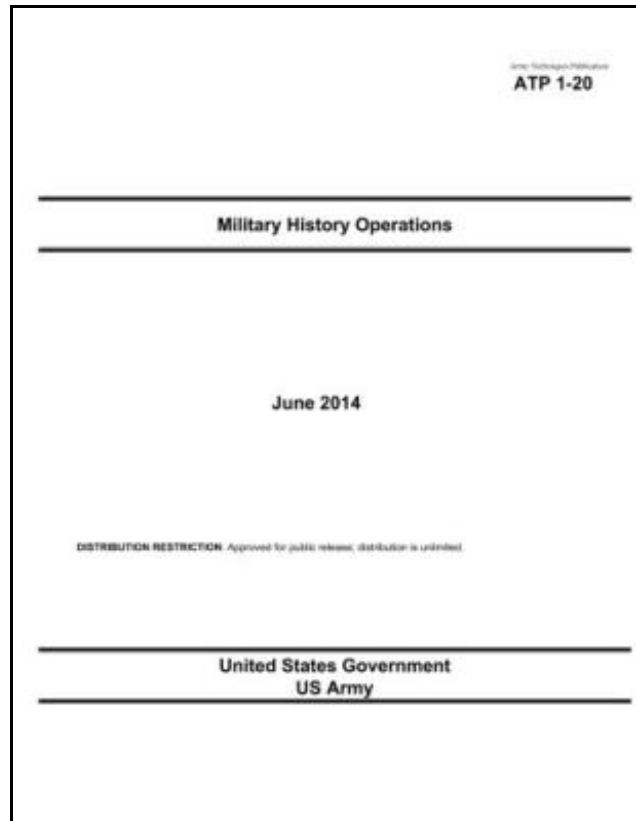 ATP 1-20
Military History Operations
June 2014
DISTRIBUTION RESTRICTION. Approved for public release; distribution is unlimited.
United States Government
US Army